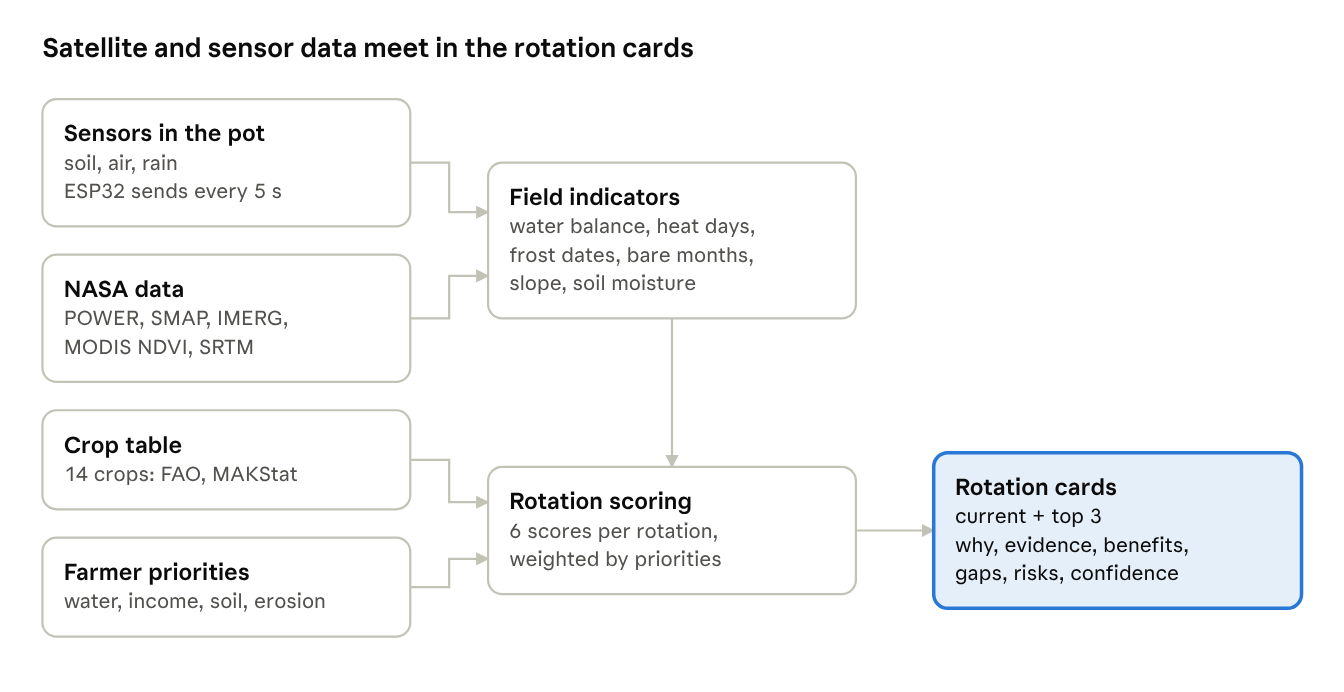 Satellite and sensor data meet in the rotation cards
Sensors in the pot
soil, air, rain
ESP32 sends every 5 s
NASA data
POWER, SMAP, IMERG,
MODIS NDVI, SRTM
Crop table
14 crops: FAO, MAKStat
Farmer priorities
water, income, soil, erosion
Field indicators
water balance, heat days,
frost dates, bare months,
slope, soil moisture
Rotation scoring
6 scores per rotation,
weighted by priorities
Rotation cards
current + top 3
why, evidence, benefits,
gaps, risks, confidence